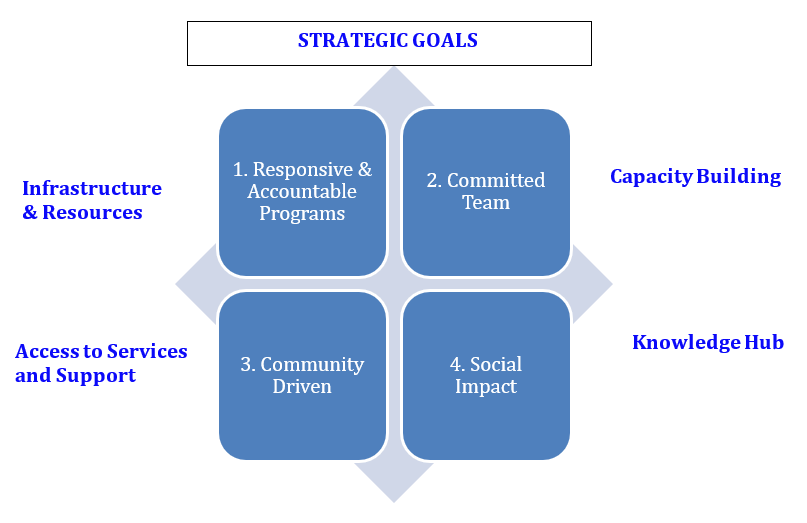 STRATEGIC GOALS
Infrastructure
& Resources
1. Responsive &
Accountable
Programs
2. Committed
Team
Capacity Building
Access to Services
and Support
3. Community
Driven
4. Social
Impact
Knowledge Hub